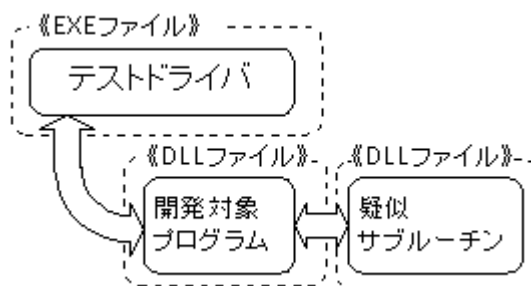 《EXEファイル》
テストドライバ
《DLLファイル》
《DLLファイル》
開発対象
プログラム
疑似
サブルーチン